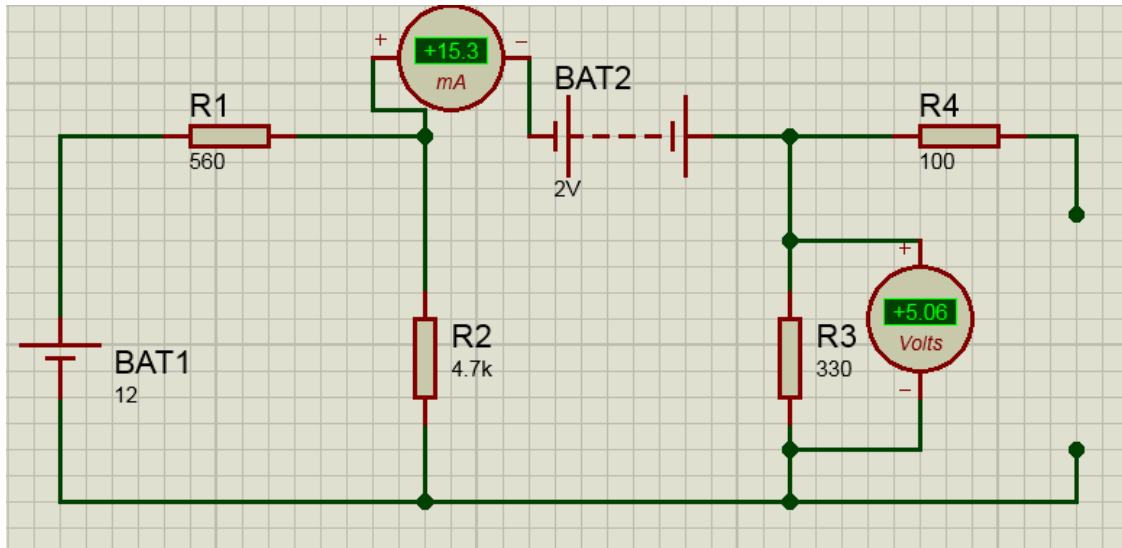 +
+15.3
-
mA
BAT2
2V
R1
560
R4
100
BAT1
12
R2
4.7k
R3
330
+
+5.06
Volts
-